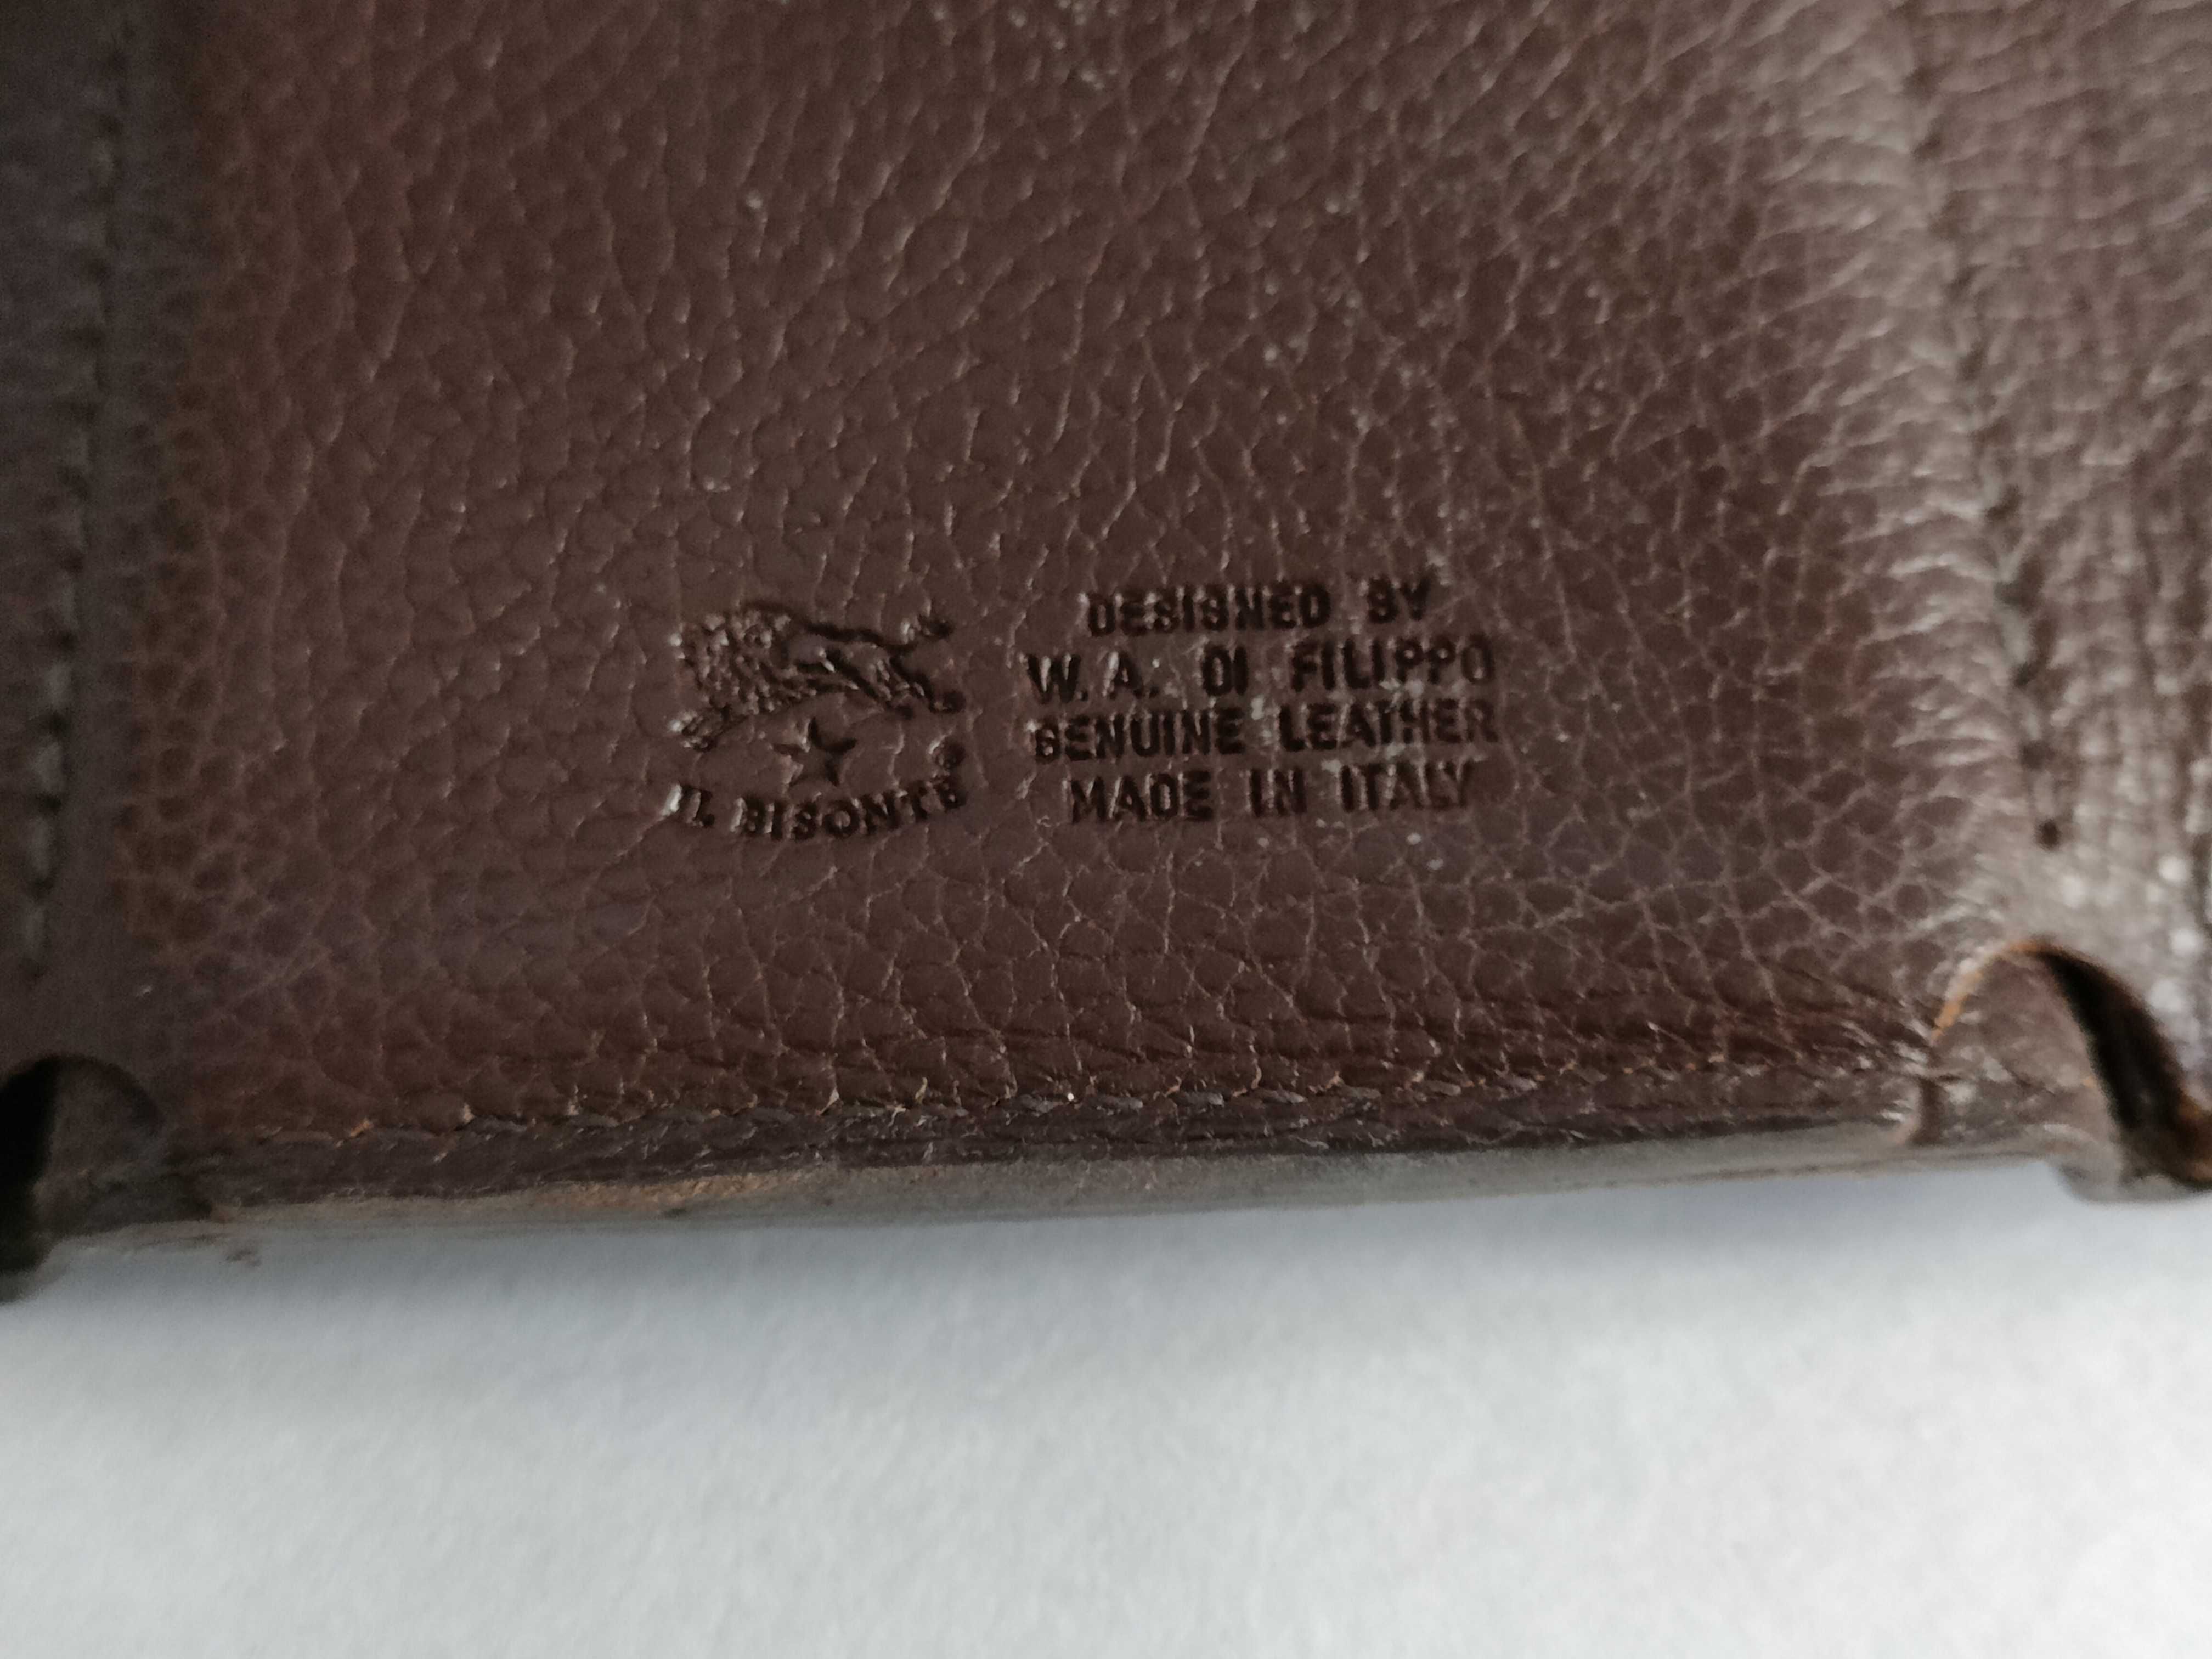 IL BISONTE®
DESIGNED BY
W. A. DI FILIPPO
GENUINE LEATHER
MADE IN ITALY